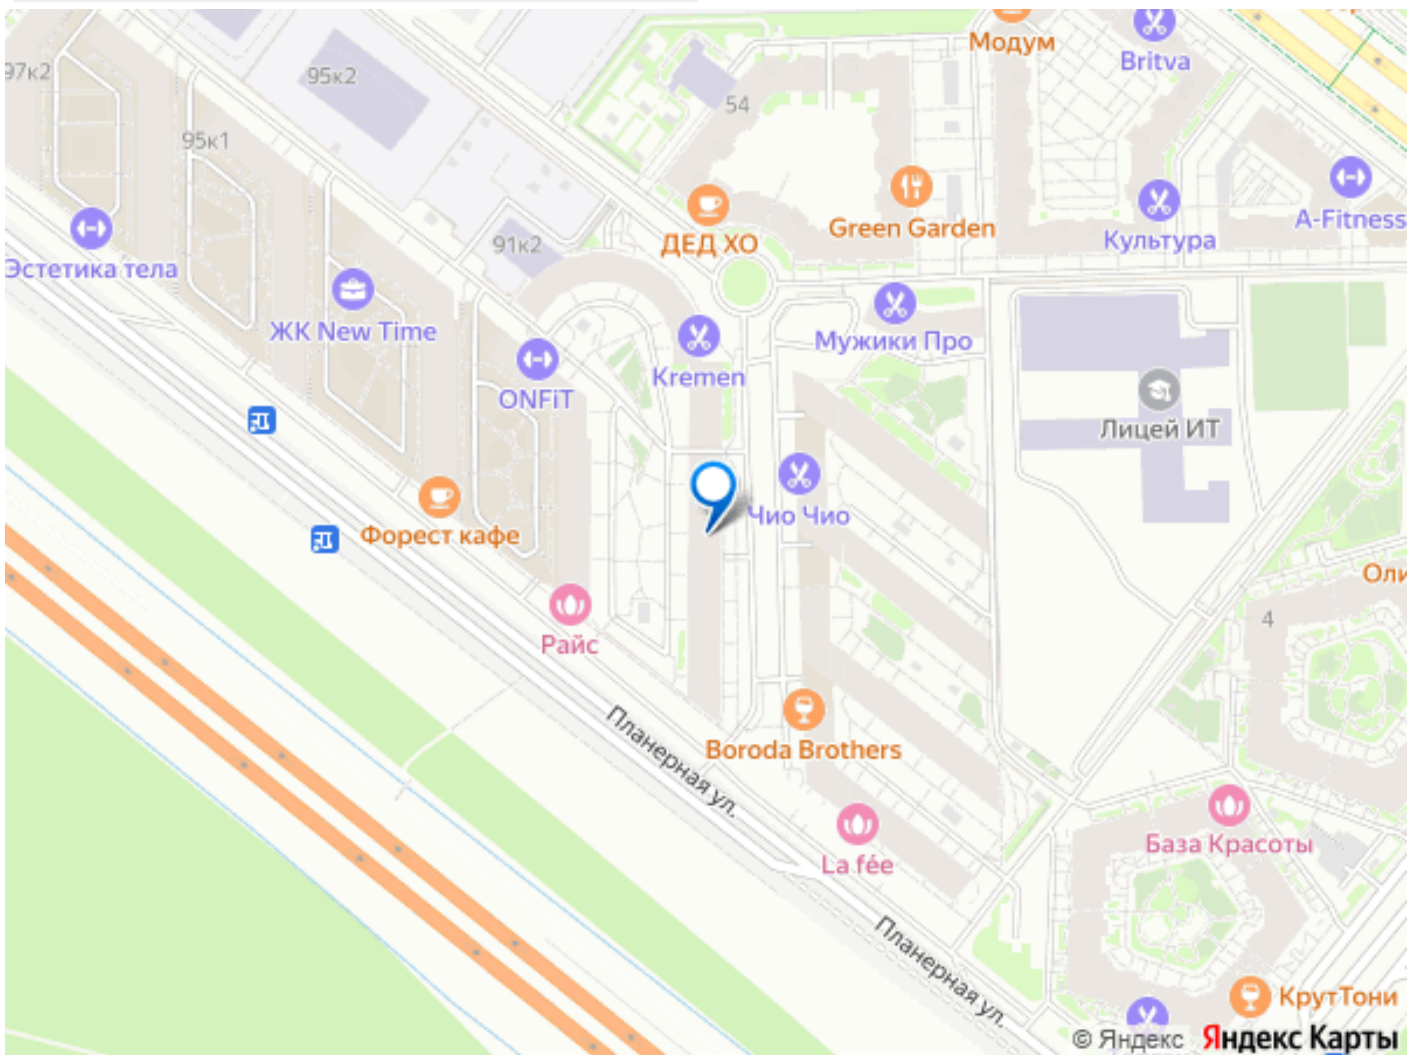 Модум
Britva
97к2
95к2
54
95к1
Green Garden
A-Fitness
ДЕД ХО
Культура
91к2
Эстетика тела
ЖК New Time
Мужики Про
Kremen
ONFiT
Лицей ИТ
Чио Чио
Форест кафе
Оли
4
Райс
Планерная ул.
Boroda Brothers
База Красоты
La fée
Планерная ул.
КрутТони
© Яндекс Яндекс Карты